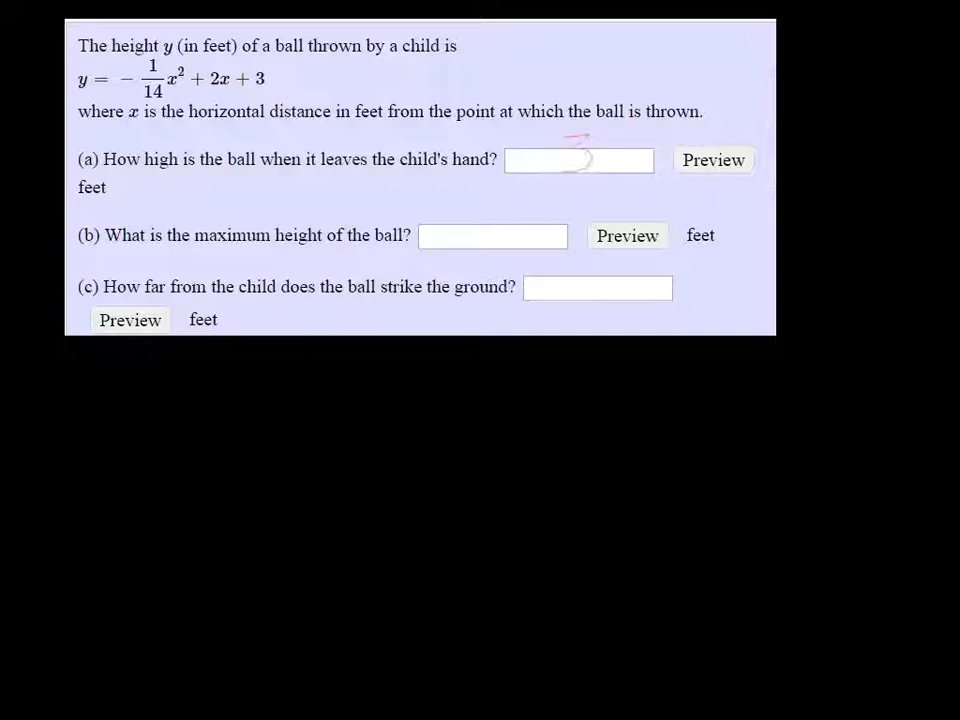 The height y (in feet) of a ball thrown by a child is
y = − 1/14 x² + 2x + 3
where x is the horizontal distance in feet from the point at which the ball is thrown.
(a) How high is the ball when it leaves the child's hand? 3 Preview
feet
(b) What is the maximum height of the ball? Preview feet
(c) How far from the child does the ball strike the ground?
Preview feet